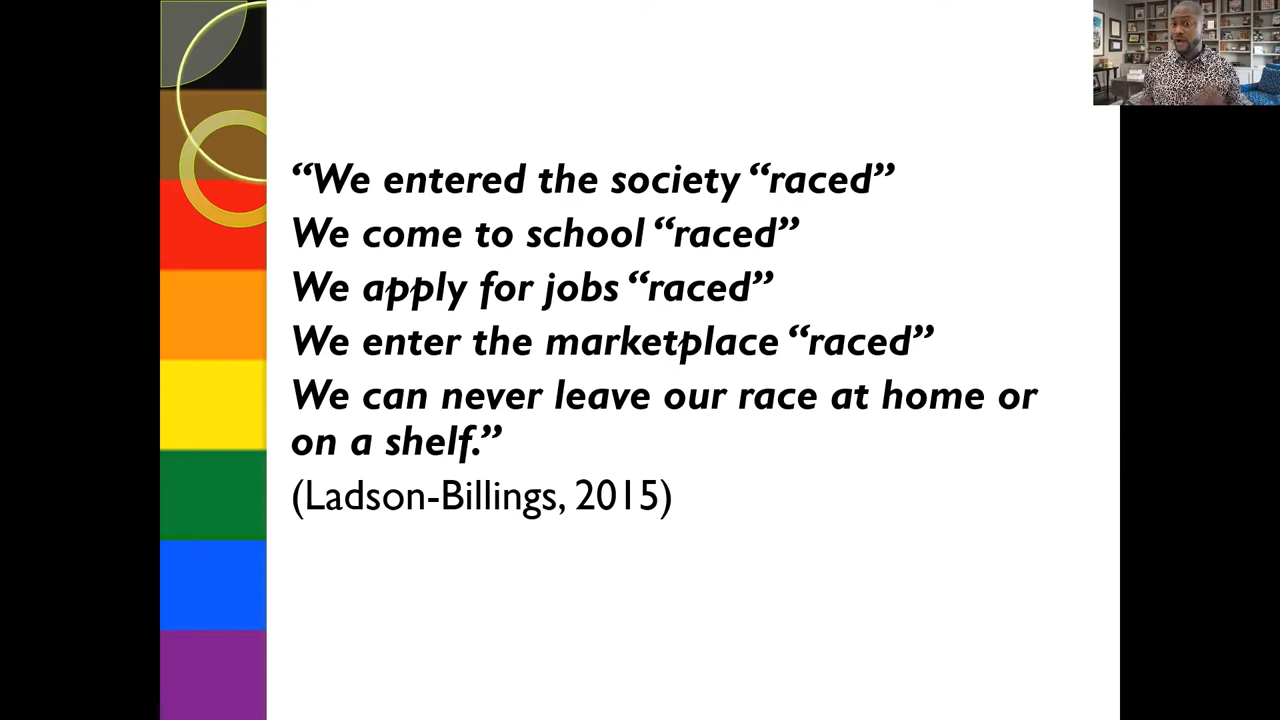 “We entered the society “raced”
We come to school “raced”
We apply for jobs “raced”
We enter the marketplace “raced”
We can never leave our race at home or
on a shelf.”
(Ladson-Billings, 2015)